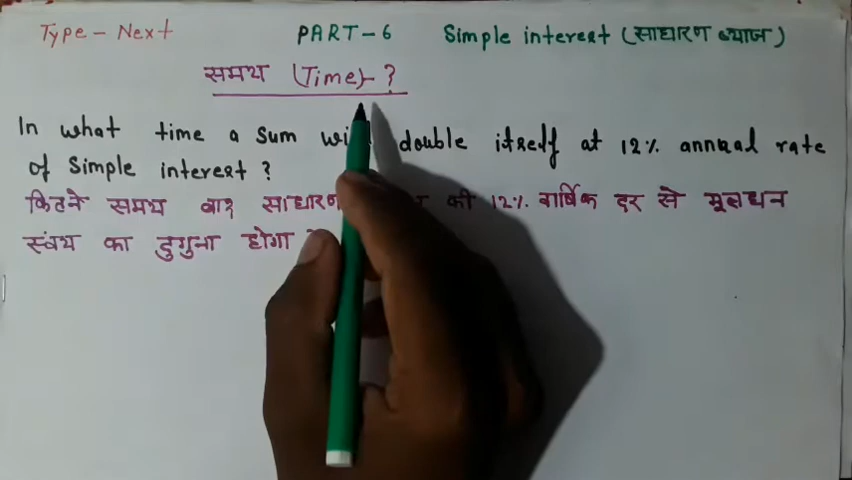 Type - Next PART-6 Simple interest (साधारण ब्याज)
समय (Time)-?
In what time a Sum will double itself at 12% annual rate
of Simple interest?
कितने समय बाद साधारण की 12% वार्षिक दर से मूलधन
स्वंय का दुगुना होगा